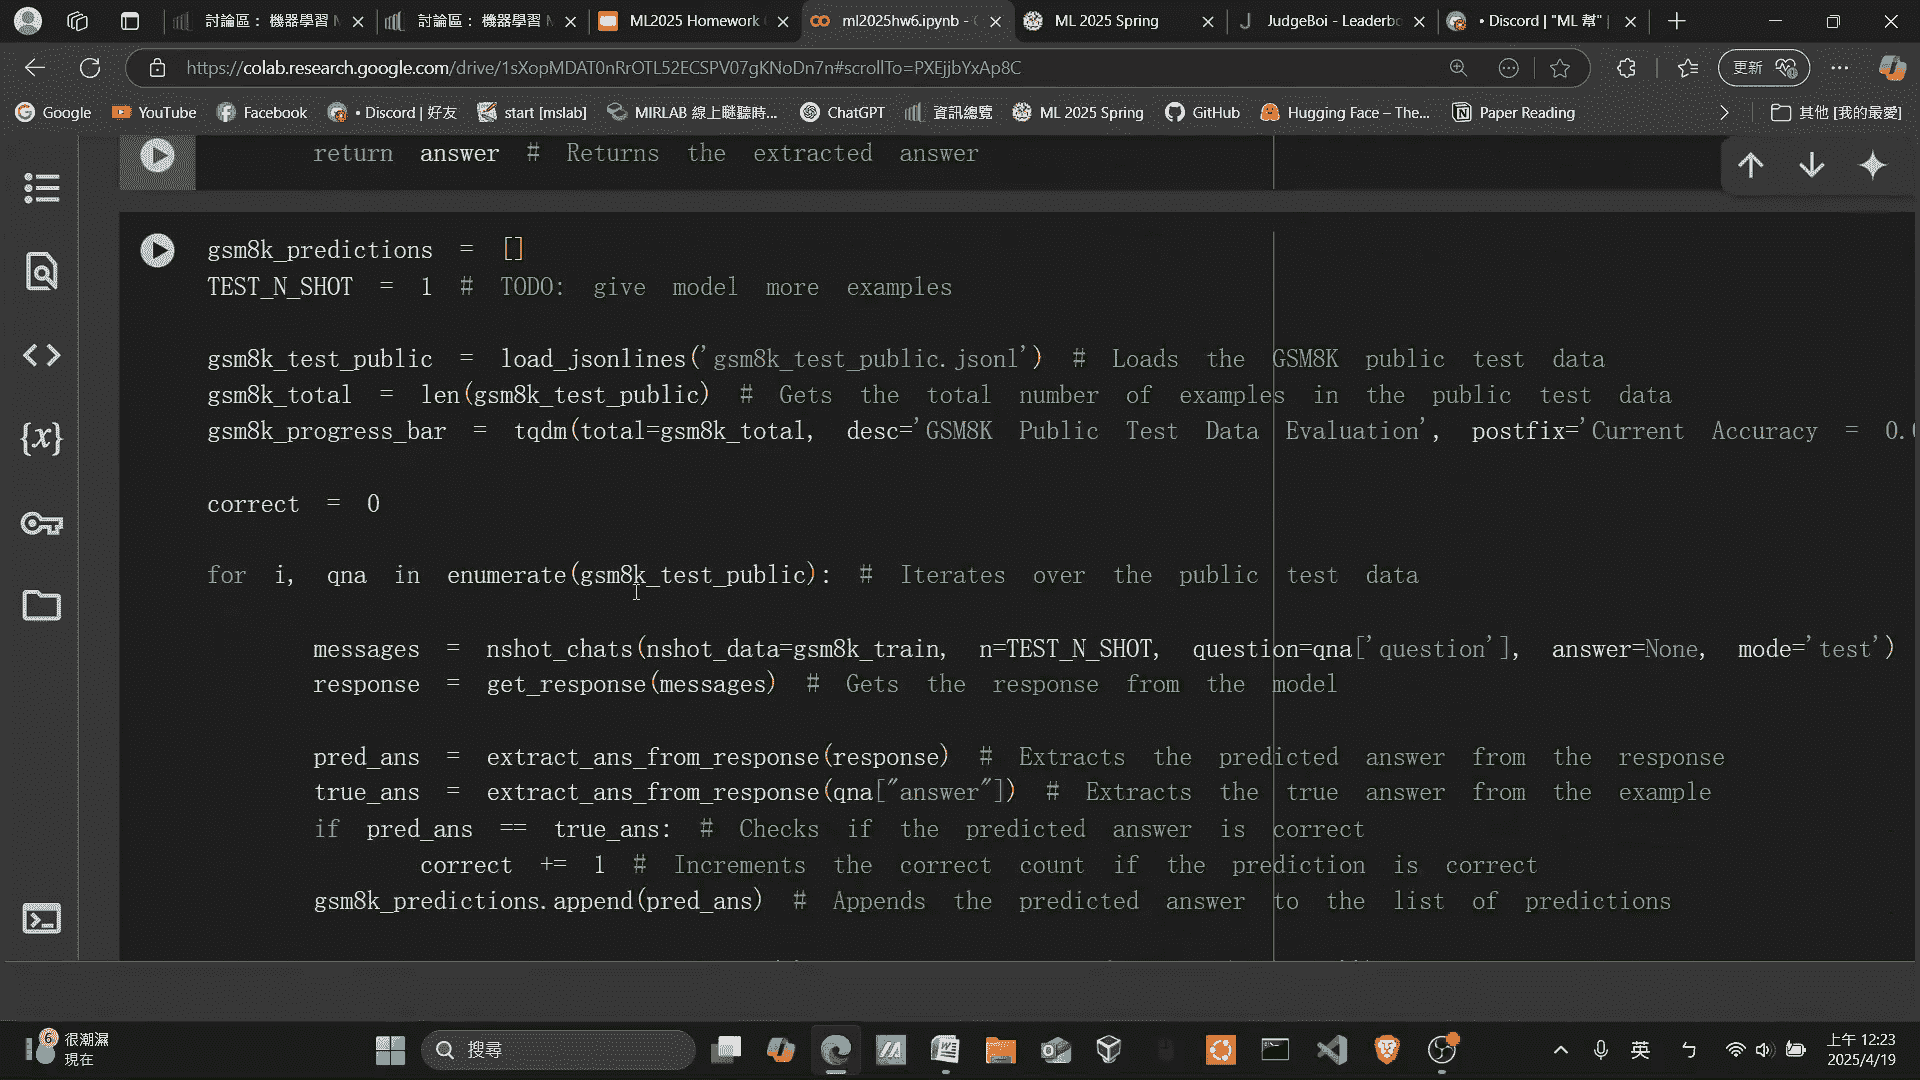 討論區： 機器學習
討論區： 機器學習
ML2025 Homework
ml2025hw6.ipynb -
ML 2025 Spring
JudgeBoi - Leaderbo
• Discord | "ML 幫"
https://colab.research.google.com/drive/1sXopMDAT0nRrOTL52ECSPV07gKNoDn7n#scrollTo=PXEjjbYxAp8C
更新
Google
YouTube
Facebook
• Discord | 好友
start [mslab]
MIRLAB 線上聽聽時...
ChatGPT
資訊總覽
ML 2025 Spring
GitHub
Hugging Face – The...
Paper Reading
其他 [我的最愛]
return answer # Returns the extracted answer
gsm8k_predictions = []
TEST_N_SHOT = 1 # TODO: give model more examples
gsm8k_test_public = load_jsonlines('gsm8k_test_public.jsonl') # Loads the GSM8K public test data
gsm8k_total = len(gsm8k_test_public) # Gets the total number of examples in the public test data
gsm8k_progress_bar = tqdm(total=gsm8k_total, desc='GSM8K Public Test Data Evaluation', postfix='Current Accuracy = 0.
correct = 0
for i, qna in enumerate(gsm8k_test_public): # Iterates over the public test data
messages = nshot_chats(nshot_data=gsm8k_train, n=TEST_N_SHOT, question=qna['question'], answer=None, mode='test')
response = get_response(messages) # Gets the response from the model
pred_ans = extract_ans_from_response(response) # Extracts the predicted answer from the response
true_ans = extract_ans_from_response(qna["answer"]) # Extracts the true answer from the example
if pred_ans == true_ans: # Checks if the predicted answer is correct
correct += 1 # Increments the correct count if the prediction is correct
gsm8k_predictions.append(pred_ans) # Appends the predicted answer to the list of predictions
6
很潮濕
現在
搜尋
英
上午 12:23
2025/4/19